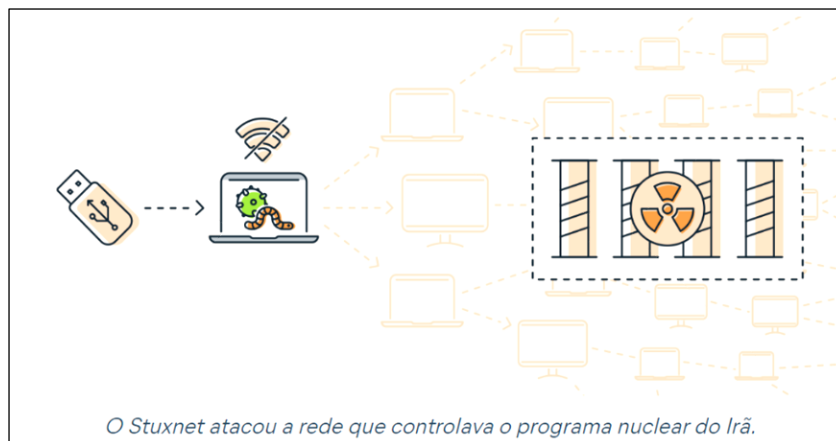 O Stuxnet atacou a rede que controlava o programa nuclear do Irã.